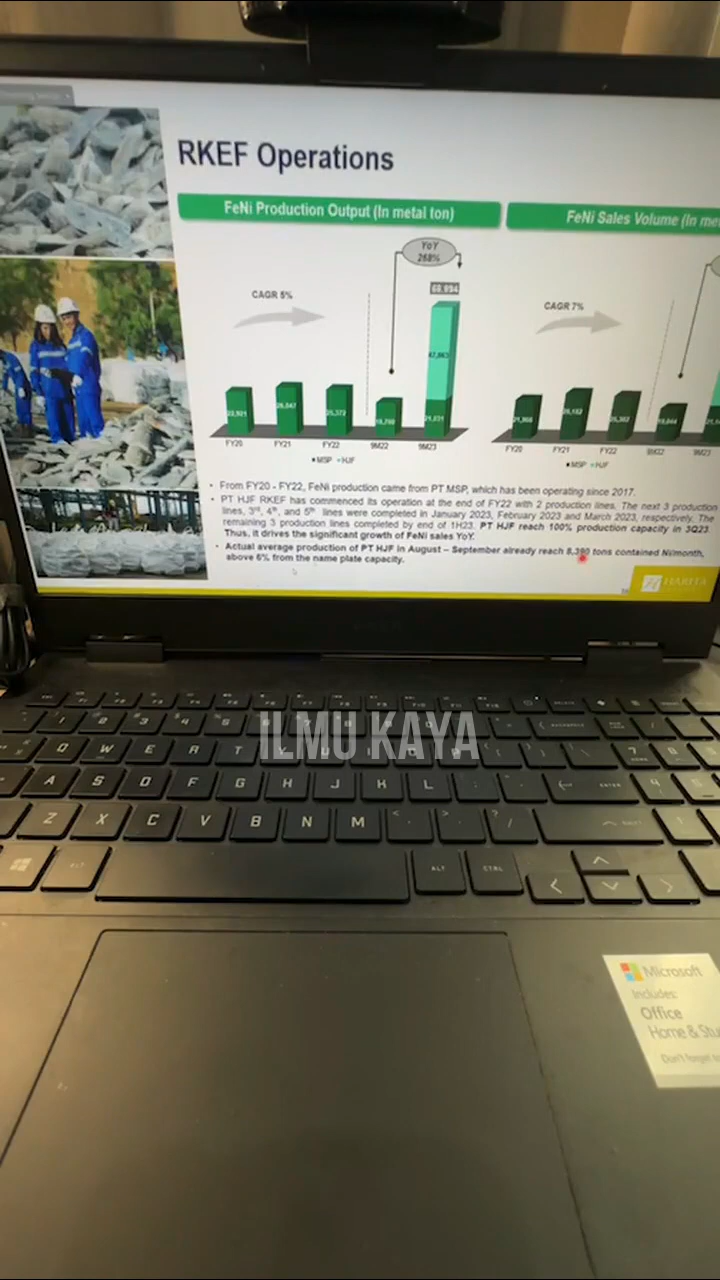 RKEF Operations
FeNi Production Output (In metal ton)
FeNi Sales Volume (In me
YoY
268%
CAGR 5%
CAGR 7%
FY20 FY21 FY22 9M22 9M23
MSP HJF
FY20 FY21 FY22 9M22 9M23
MSP HJF
• From FY20 - FY22, FeNi production came from PT MSP, which has been operating since 2017.
• PT HJF RKEF has commenced its operation at the end of FY22 with 2 production lines. The next 3 production
lines, 3rd, 4th, and 5th lines were completed in January 2023, February 2023 and March 2023, respectively. The
remaining 3 production lines completed by end of 1H23. PT HJF reach 100% production capacity in 3Q23.
Thus, it drives the significant growth of FeNi sales YoY.
• Actual average production of PT HJF in August – September already reach 8,390 tons contained Ni/month,
above 6% from the name plate capacity.
HARITA
ILMU KAYA
Q W E R T
A S D F G H J K L
Z X C V B N M
ALT CTRL
Microsoft
Includes:
Office
Home & Stu
Don't forget to